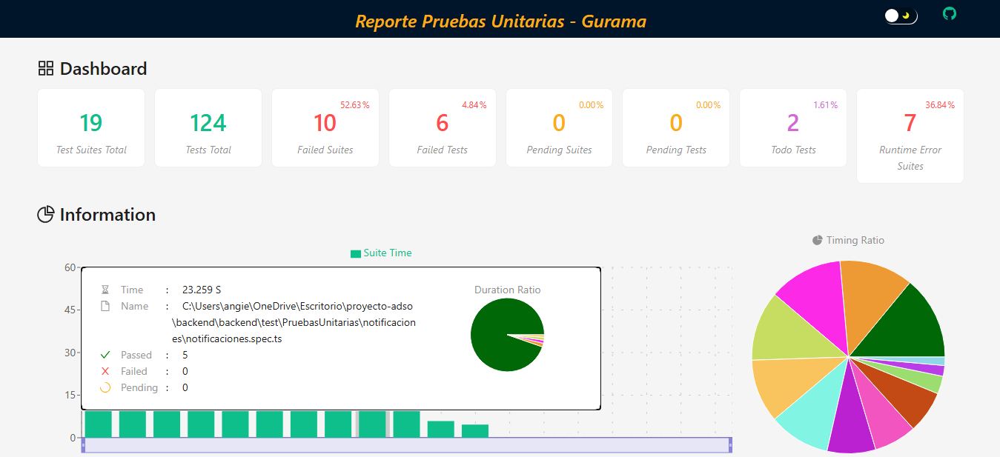 Reporte Pruebas Unitarias - Gurama
Dashboard
19
Test Suites Total
124
Tests Total
52.63%
10
Failed Suites
4.84%
6
Failed Tests
0.00%
0
Pending Suites
0.00%
0
Pending Tests
1.61%
2
Todo Tests
36.84%
7
Runtime Error
Suites
Information
Suite Time
60
45
30
15
0
Time : 23.259 S
Name : C:\Users\angie\OneDrive\Escritorio\proyecto-adso
\backend\backend\test\PruebasUnitarias\notificacion
es\notificaciones.spec.ts
Passed : 5
Failed : 0
Pending : 0
Duration Ratio
Timing Ratio